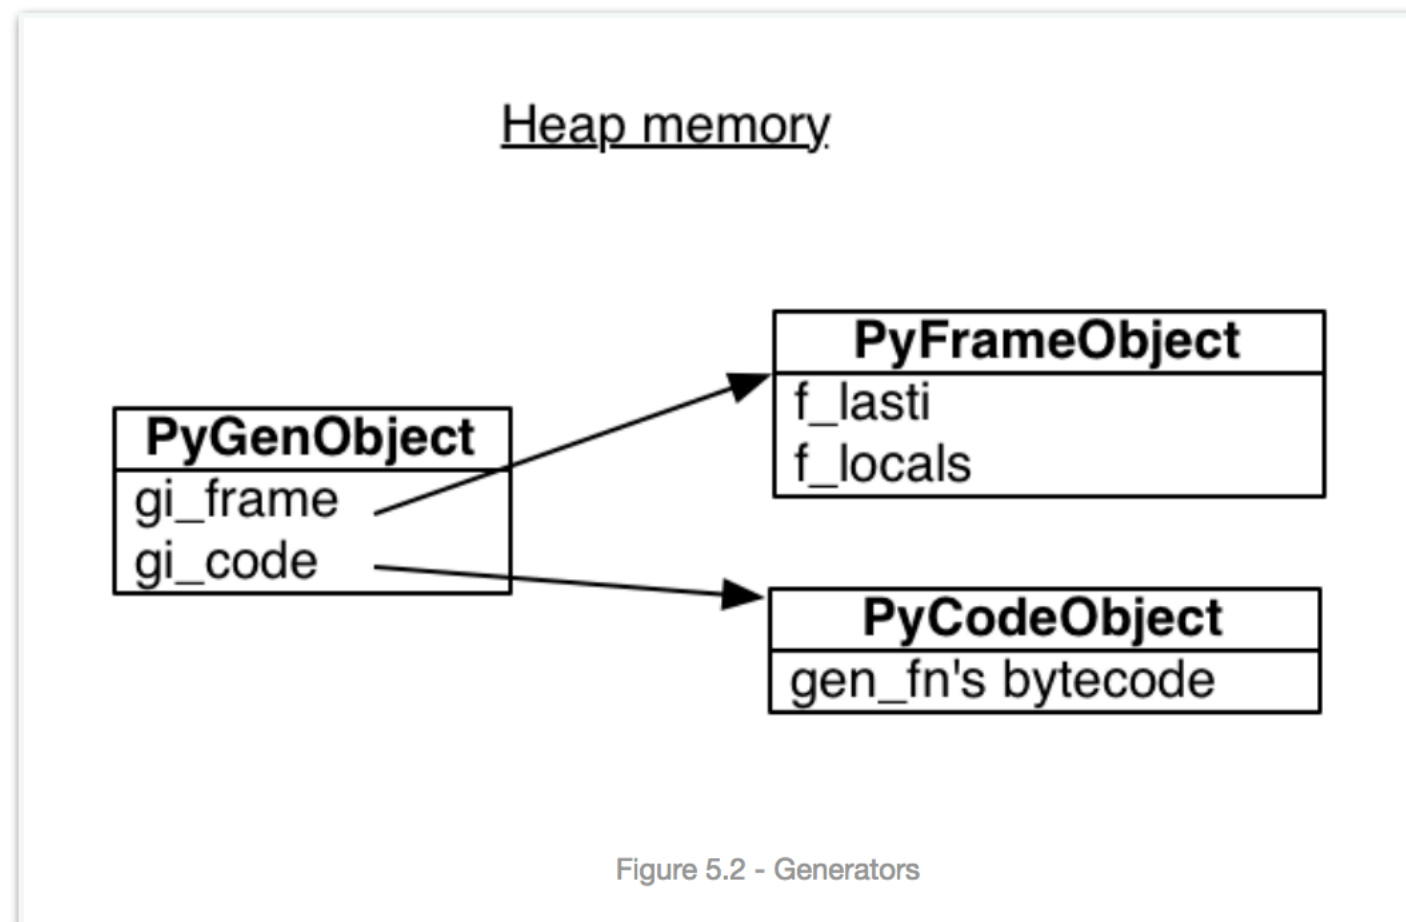 Heap memory
PyGenObject
gi_frame
gi_code
PyFrameObject
f_lasti
f_locals
PyCodeObject
gen_fn's bytecode
Figure 5.2 - Generators